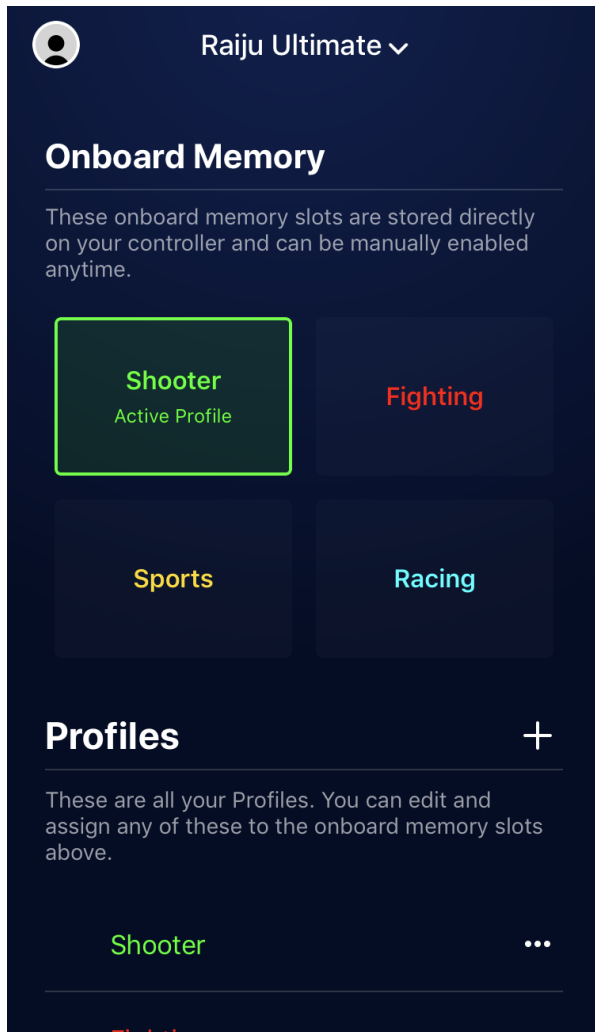 Raiju Ultimate
Onboard Memory
These onboard memory slots are stored directly
on your controller and can be manually enabled
anytime.
Shooter
Active Profile
Fighting
Sports
Racing
Profiles
These are all your Profiles. You can edit and
assign any of these to the onboard memory slots
above.
Shooter